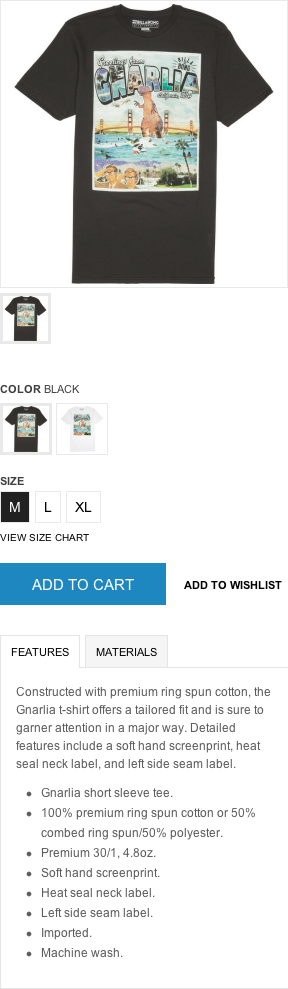 BILLABONG
Greetings from
BILLA
BONG
GNARLIA
California, USA
COLOR BLACK
SIZE
M L XL
VIEW SIZE CHART
ADD TO CART ADD TO WISHLIST
FEATURES MATERIALS
Constructed with premium ring spun cotton, the
Gnarlia t-shirt offers a tailored fit and is sure to
garner attention in a major way. Detailed
features include a soft hand screenprint, heat
seal neck label, and left side seam label.
• Gnarlia short sleeve tee.
• 100% premium ring spun cotton or 50%
combed ring spun/50% polyester.
• Premium 30/1, 4.8oz.
• Soft hand screenprint.
• Heat seal neck label.
• Left side seam label.
• Imported.
• Machine wash.